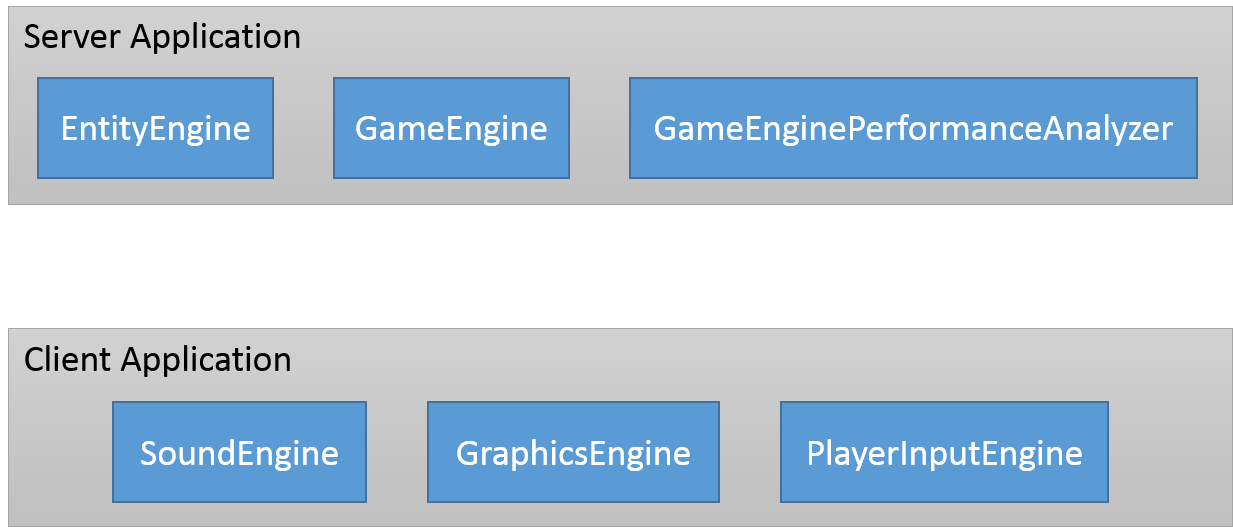 Server Application
EntityEngine
GameEngine
GameEnginePerformanceAnalyzer
Client Application
SoundEngine
GraphicsEngine
PlayerInputEngine